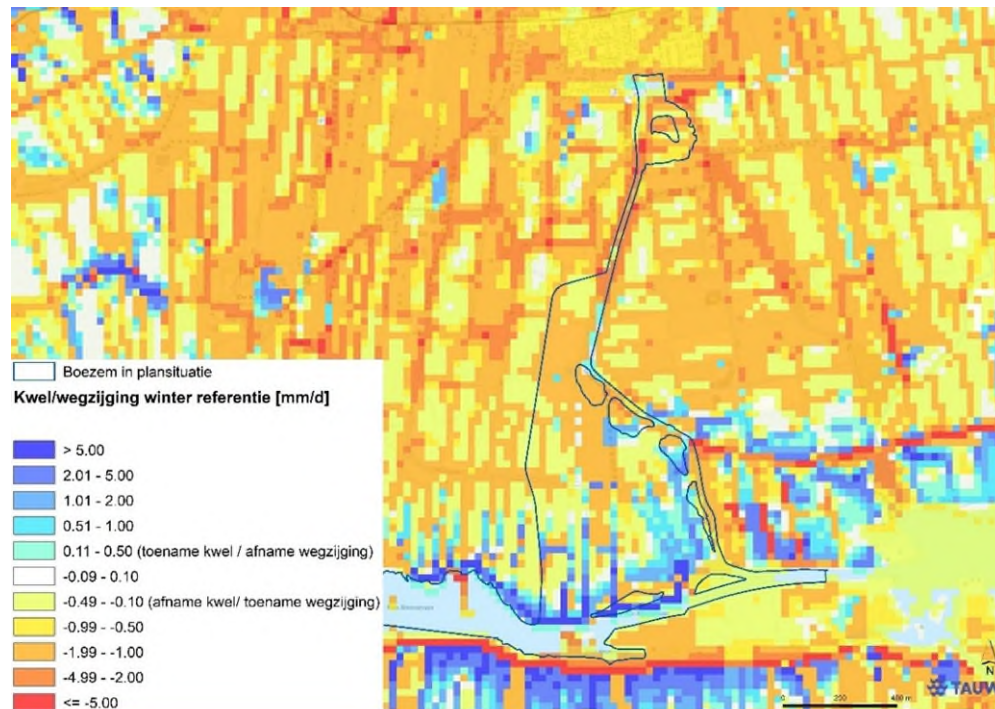 Boezem in plansituatie
Kwel/wegzijging winter referentie [mm/d]
> 5.00
2.01 - 5.00
1.01 - 2.00
0.51 - 1.00
0.11 - 0.50 (toename kwel / afname wegzijging)
-0.09 - 0.10
-0.49 - -0.10 (afname kwel/ toename wegzijging)
-0.99 - -0.50
-1.99 - -1.00
-4.99 - -2.00
<= -5.00
N
TAUW
0 200 400 m